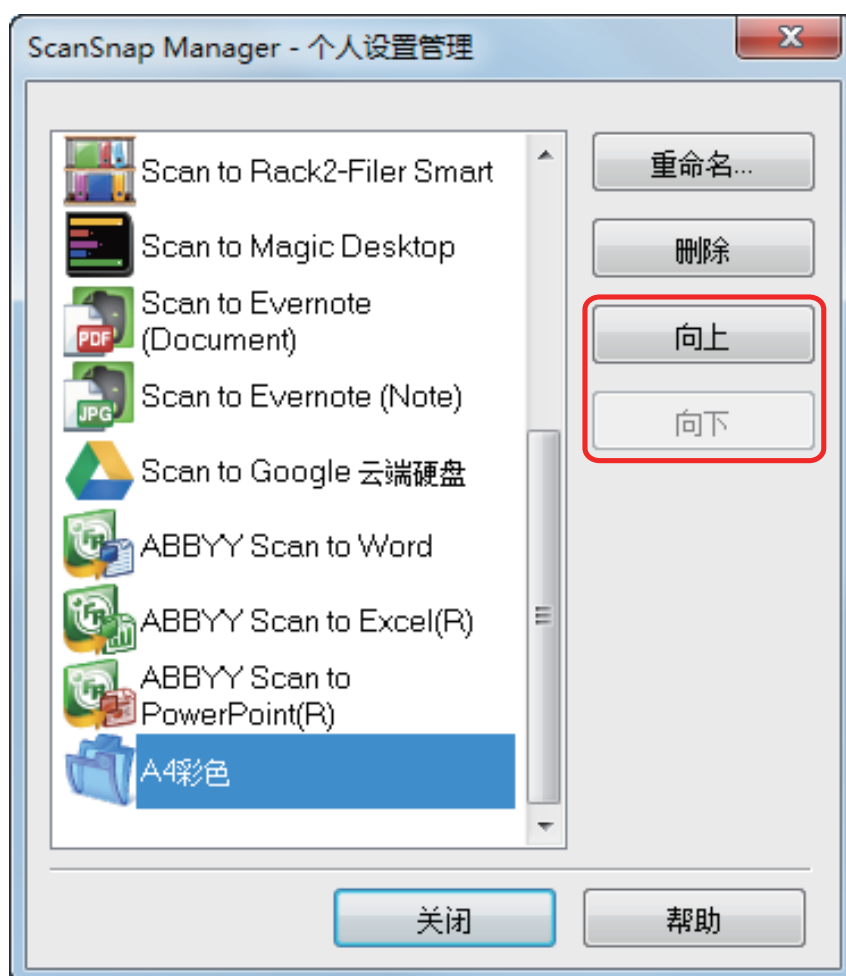 ScanSnap Manager - 个人设置管理
Scan to Rack2-Filer Smart
Scan to Magic Desktop
Scan to Evernote
(Document)
PDF
Scan to Evernote (Note)
JPG
Scan to Google 云端硬盘
ABBYY Scan to Word
ABBYY Scan to Excel(R)
ABBYY Scan to
PowerPoint(R)
A4彩色
重命名...
删除
向上
向下
关闭
帮助